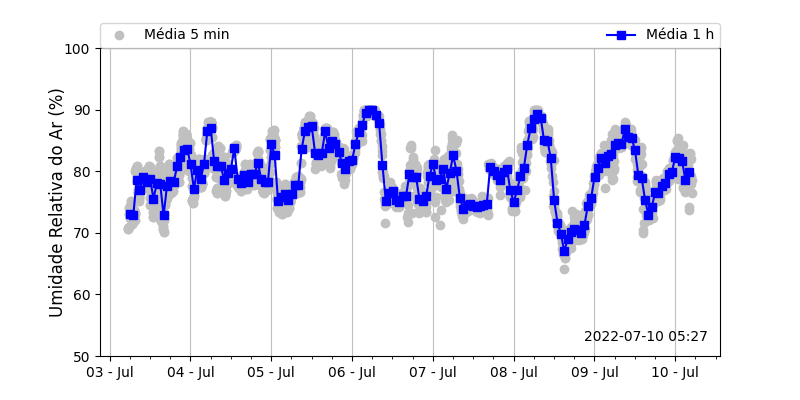 Média 5 min
Média 1 h
100
90
80
70
60
50
Umidade Relativa do Ar (%)
2022-07-10 05:27
03 - Jul
04 - Jul
05 - Jul
06 - Jul
07 - Jul
08 - Jul
09 - Jul
10 - Jul